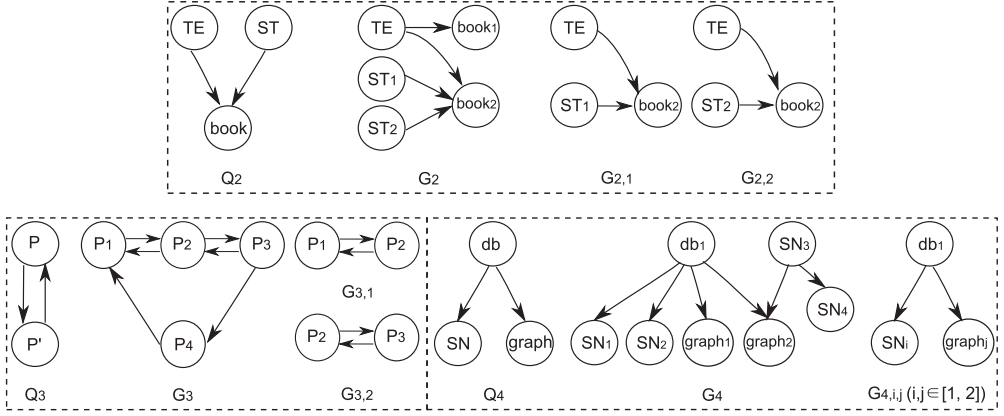 TE ST TE book1 TE TE
ST1 ST1 book2 ST2 book2
book ST2 book2
Q2 G2 G2,1 G2,2
P P1 P2 P3 P1 P2 db db1 SN3 db1
G3,1
SN4
P' P4 P2 P3 SN graph SN1 SN2 graph1 graph2 SNi graphj
Q3 G3 G3,2 Q4 G4 G4,i,j (i,j∈[1, 2])